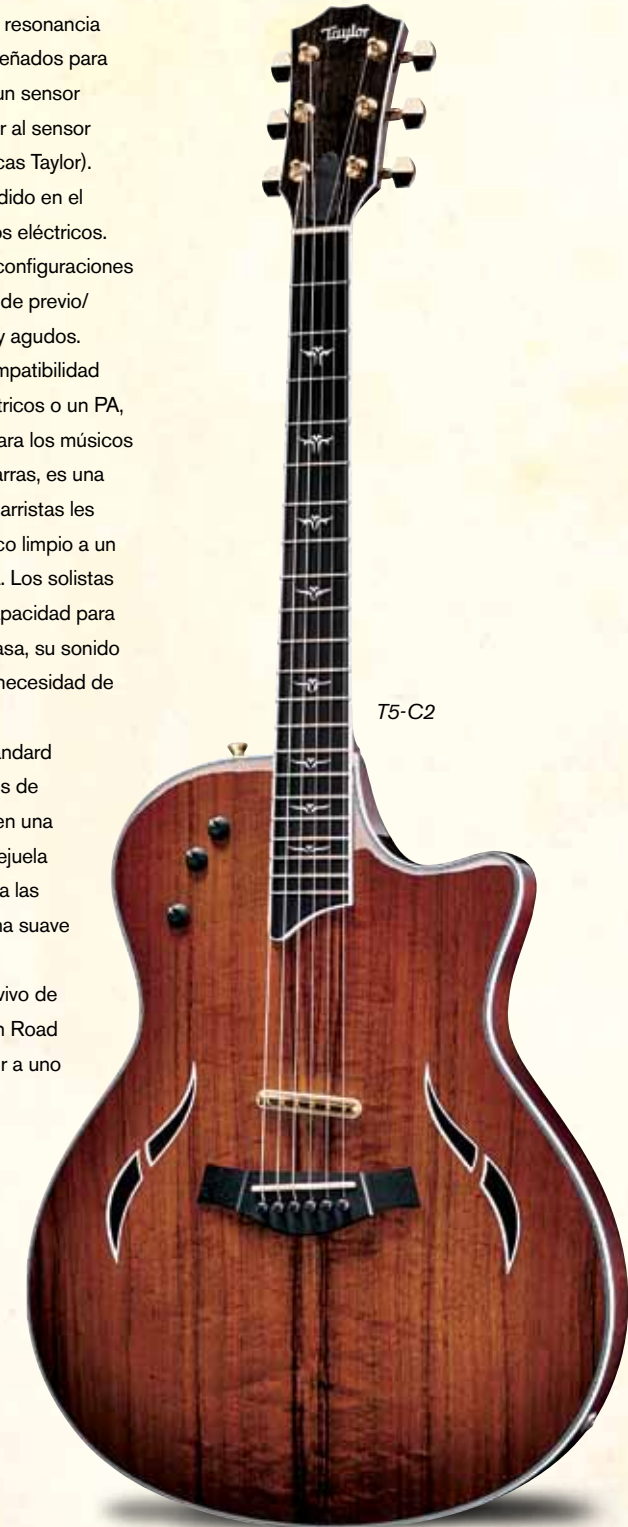 resonancia
eñados para
un sensor
r al sensor
cas Taylor).
dido en el
os eléctricos.
configuraciones
de previo/
y agudos.
mpatibilidad
tricos o un PA,
ara los músicos
arras, es una
arristas les
co limpio a un
. Los solistas
apacidad para
asa, su sonido
necesidad de
ndard
s de
en una
ejuela
a las
na suave
vivo de
n Road
r a uno
Taylor
T5-C2